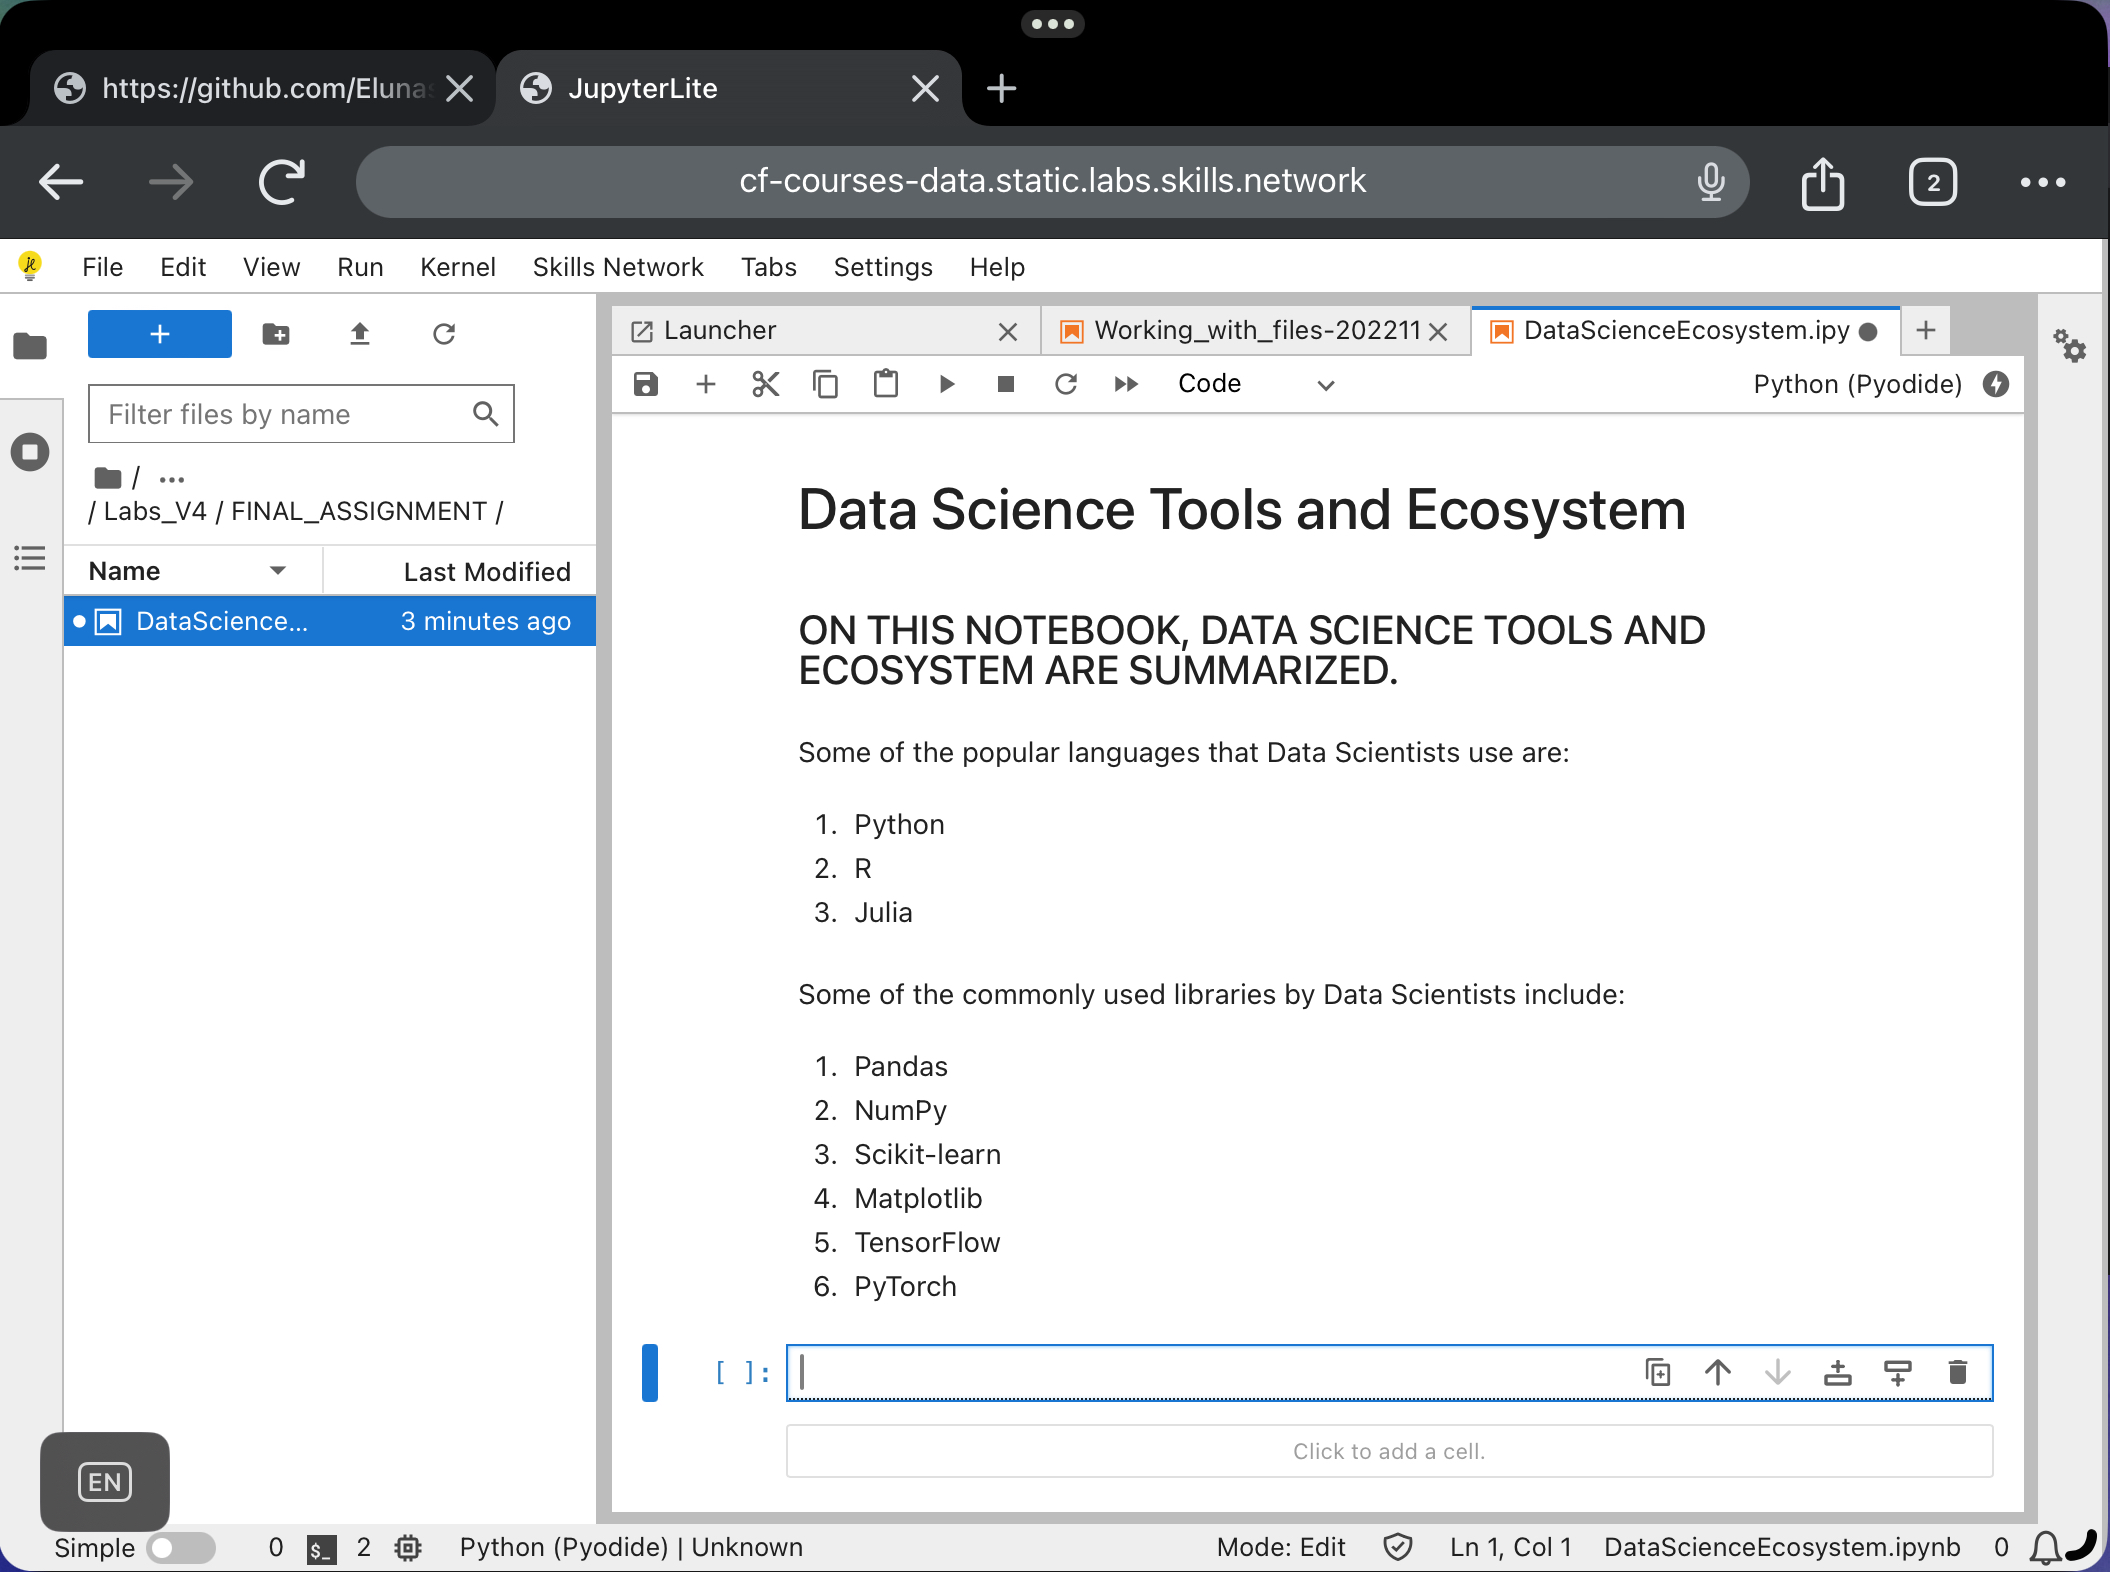 https://github.com/Eluna
JupyterLite
cf-courses-data.static.labs.skills.network
2
File Edit View Run Kernel Skills Network Tabs Settings Help
Filter files by name
/ ...
/ Labs_V4 / FINAL_ASSIGNMENT /
Name Last Modified
DataScience... 3 minutes ago
Launcher
Working_with_files-202211
DataScienceEcosystem.ipy
Code
Python (Pyodide)
Data Science Tools and Ecosystem
ON THIS NOTEBOOK, DATA SCIENCE TOOLS AND
ECOSYSTEM ARE SUMMARIZED.
Some of the popular languages that Data Scientists use are:
1. Python
2. R
3. Julia
Some of the commonly used libraries by Data Scientists include:
1. Pandas
2. NumPy
3. Scikit-learn
4. Matplotlib
5. TensorFlow
6. PyTorch
[ ]:
Click to add a cell.
EN
Simple 0 $_ 2 Python (Pyodide) | Unknown Mode: Edit Ln 1, Col 1 DataScienceEcosystem.ipynb 0